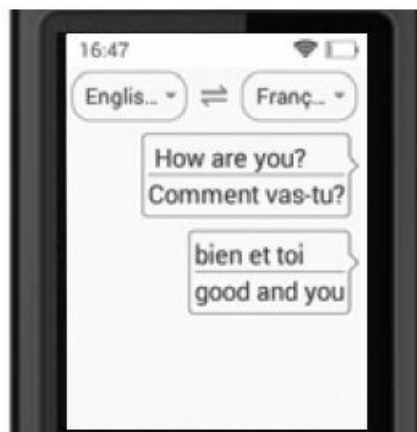 16:47
Englis...
Franç...
How are you?
Comment vas-tu?
bien et toi
good and you